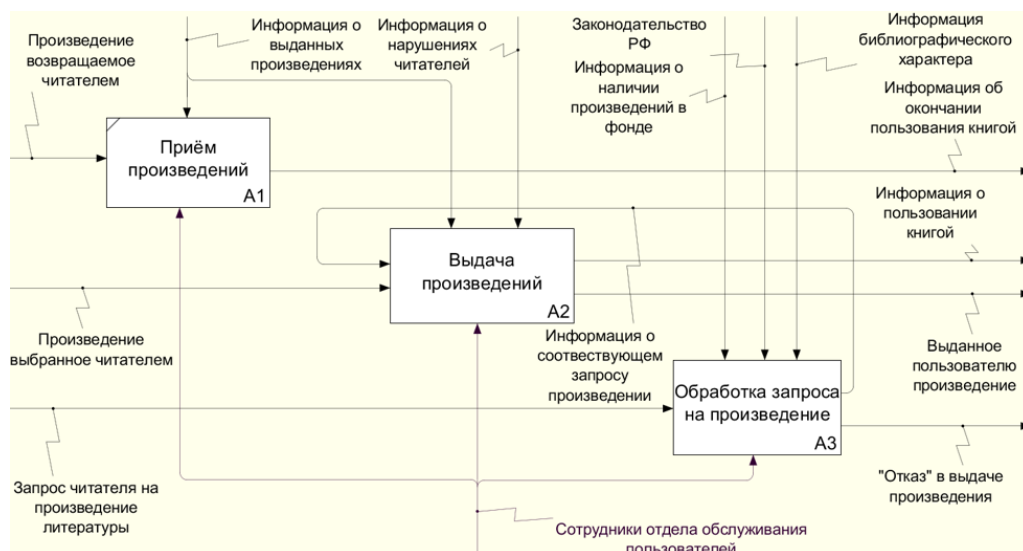 Произведение
возвращаемое
читателем
Информация о
выданных
произведениях
Информация о
нарушениях
читателей
Законодательство
РФ
Информация о
наличии
произведений в
фонде
Информация
библиографического
характера
Информация об
окончании
пользования книгой
Приём
произведений
A1
Информация о
пользовании
книгой
Выдача
произведений
A2
Произведение
выбранное читателем
Информация о
соотвествующем
запросу
произведении
Выданное
пользователю
произведение
Обработка запроса
на произведение
A3
Запрос читателя на
произведение
литературы
"Отказ" в выдаче
произведения
Сотрудники отдела обслуживания
пользователей